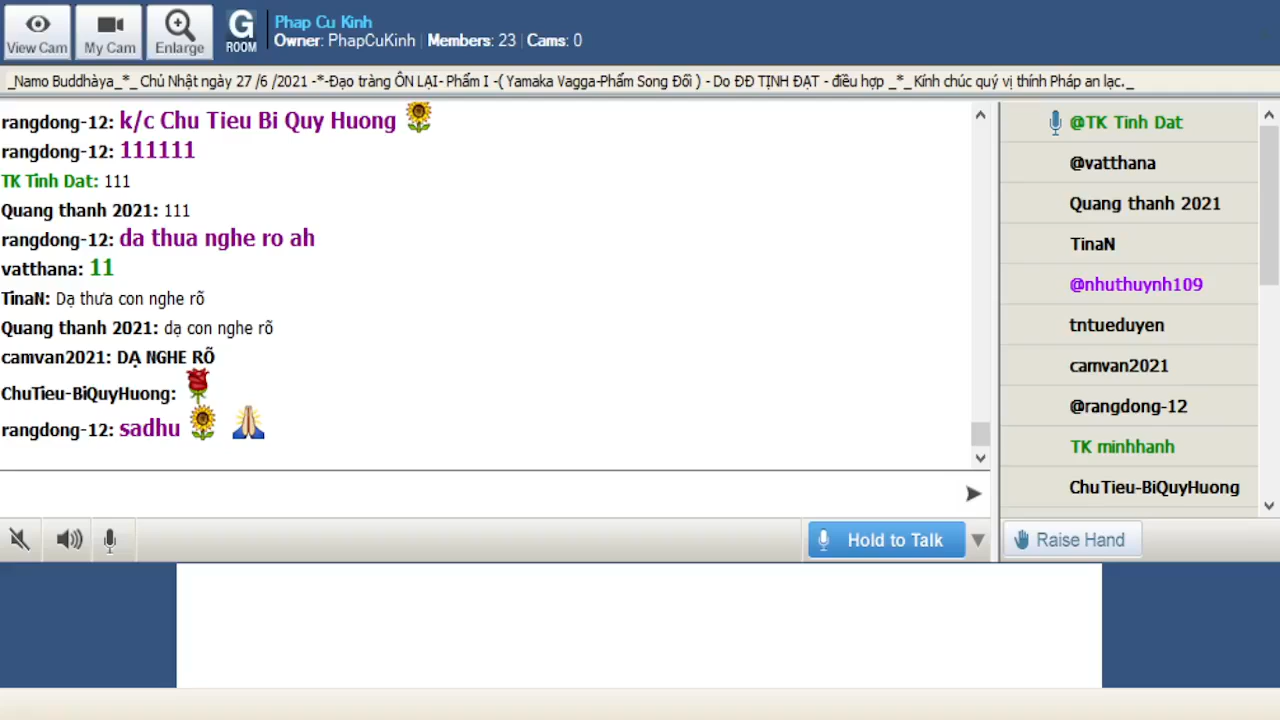 View Cam
My Cam
Enlarge
G
ROOM
Phap Cu Kinh
Owner: PhapCuKinh | Members: 23 | Cams: 0
_Namo Buddhàya_*_ Chủ Nhật ngày 27 /6 /2021 -*-Đạo tràng ÔN LẠI- Phẩm I -( Yamaka Vagga-Phẩm Song Đối ) - Do ĐĐ TỊNH ĐẠT - điều hợp _*_ Kính chúc quý vị thính Pháp an lạc._
rangdong-12: k/c Chu Tieu Bi Quy Huong
rangdong-12: 111111
TK Tinh Dat: 111
Quang thanh 2021: 111
rangdong-12: da thua nghe ro ah
vatthana: 11
TinaN: Dạ thưa con nghe rõ
Quang thanh 2021: dạ con nghe rõ
camvan2021: DẠ NGHE RÕ
ChuTieu-BiQuyHuong:
rangdong-12: sadhu
@TK Tinh Dat
@vatthana
Quang thanh 2021
TinaN
@nhuthuynh109
tntueduyen
camvan2021
@rangdong-12
TK minhhanh
ChuTieu-BiQuyHuong
Hold to Talk
Raise Hand